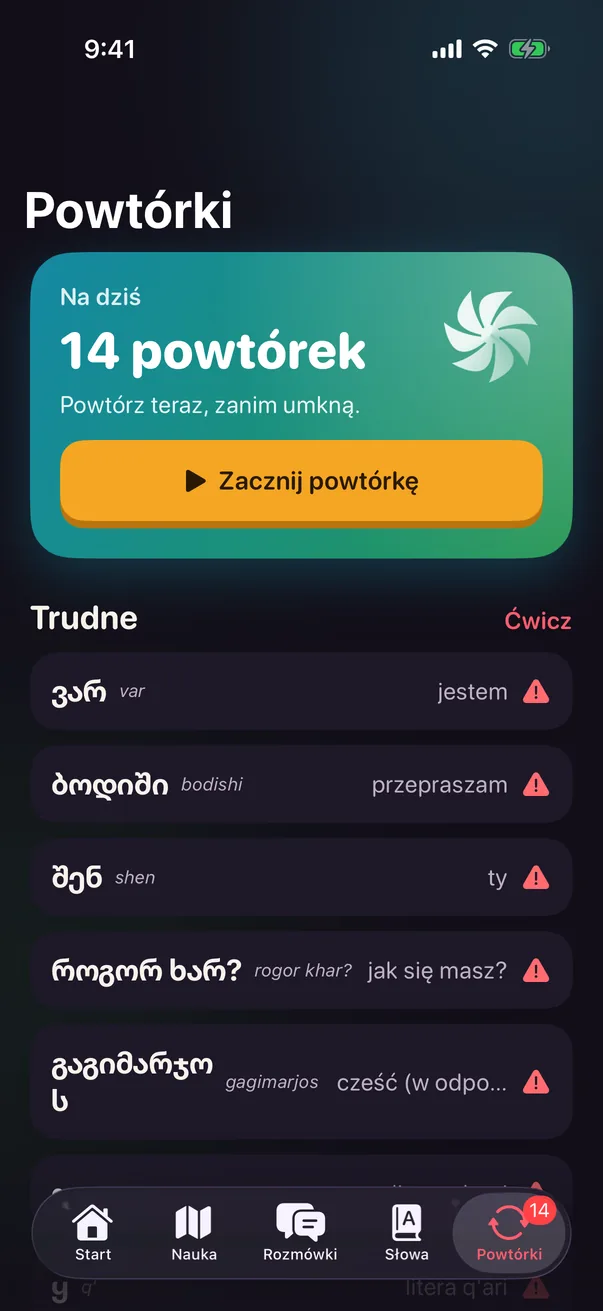 9:41
Powtórki
Na dziś
14 powtórek
Powtórz teraz, zanim umkną.
Zacznij powtórkę
Trudne
Ćwicz
ვარ var jestem
ბოდიში bodishi przepraszam
შენ shen ty
როგორ ხარ? rogor khar? jak się masz?
გაგიმარჯო
ს gagimarjos cześć (w odpo...
14
Start Nauka Rozmówki Słowa Powtórki
ყ q' litera q'ari